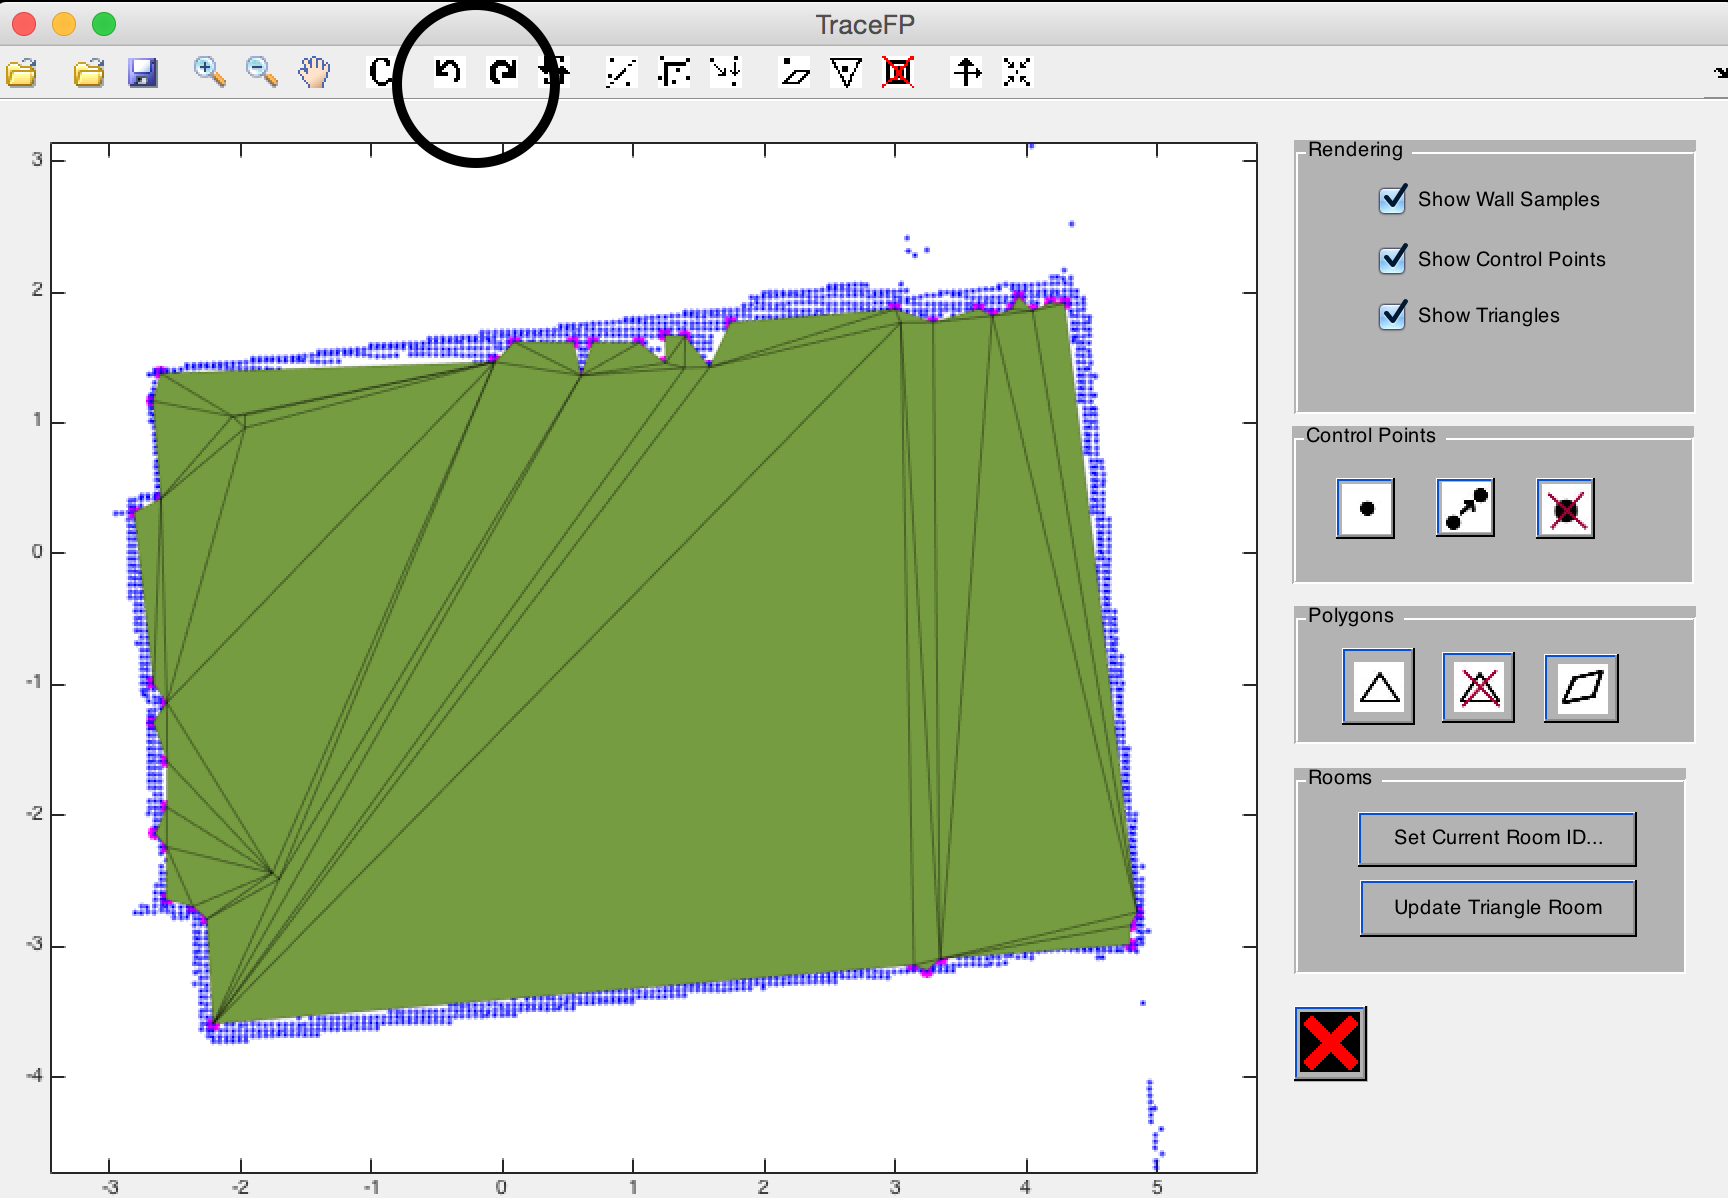 TraceFP
C
3
2
1
0
-1
-2
-3
-4
-3
-2
-1
0
1
2
3
4
5
Rendering
Show Wall Samples
Show Control Points
Show Triangles
Control Points
Polygons
Rooms
Set Current Room ID...
Update Triangle Room